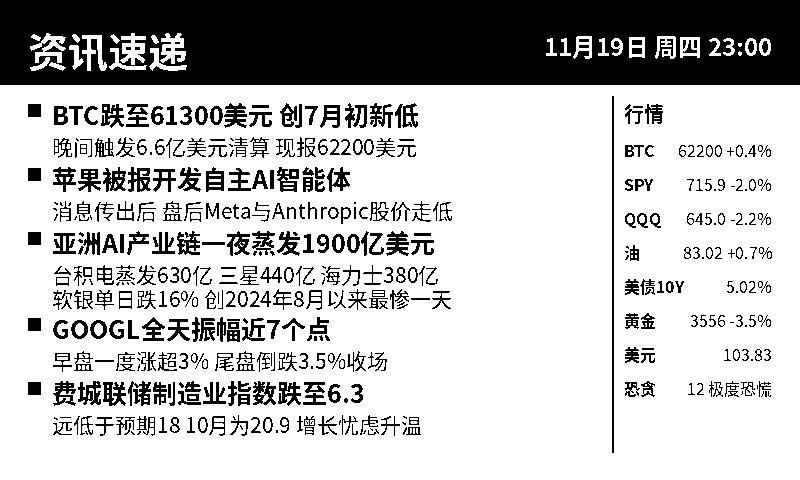 资讯速递
11月19日 周四 23:00
BTC跌至61300美元 创7月初新低
晚间触发6.6亿美元清算 现报62200美元
苹果被报开发自主AI智能体
消息传出后 盘后Meta与Anthropic股价走低
亚洲AI产业链一夜蒸发1900亿美元
台积电蒸发630亿 三星440亿 海力士380亿
软银单日跌16% 创2024年8月以来最惨一天
GOOGL全天振幅近7个点
早盘一度涨超3% 尾盘倒跌3.5%收场
费城联储制造业指数跌至6.3
远低于预期18 10月为20.9 增长忧虑升温
行情
BTC 62200 +0.4%
SPY 715.9 -2.0%
QQQ 645.0 -2.2%
油 83.02 +0.7%
美债10Y 5.02%
黄金 3556 -3.5%
美元 103.83
恐贪 12 极度恐慌